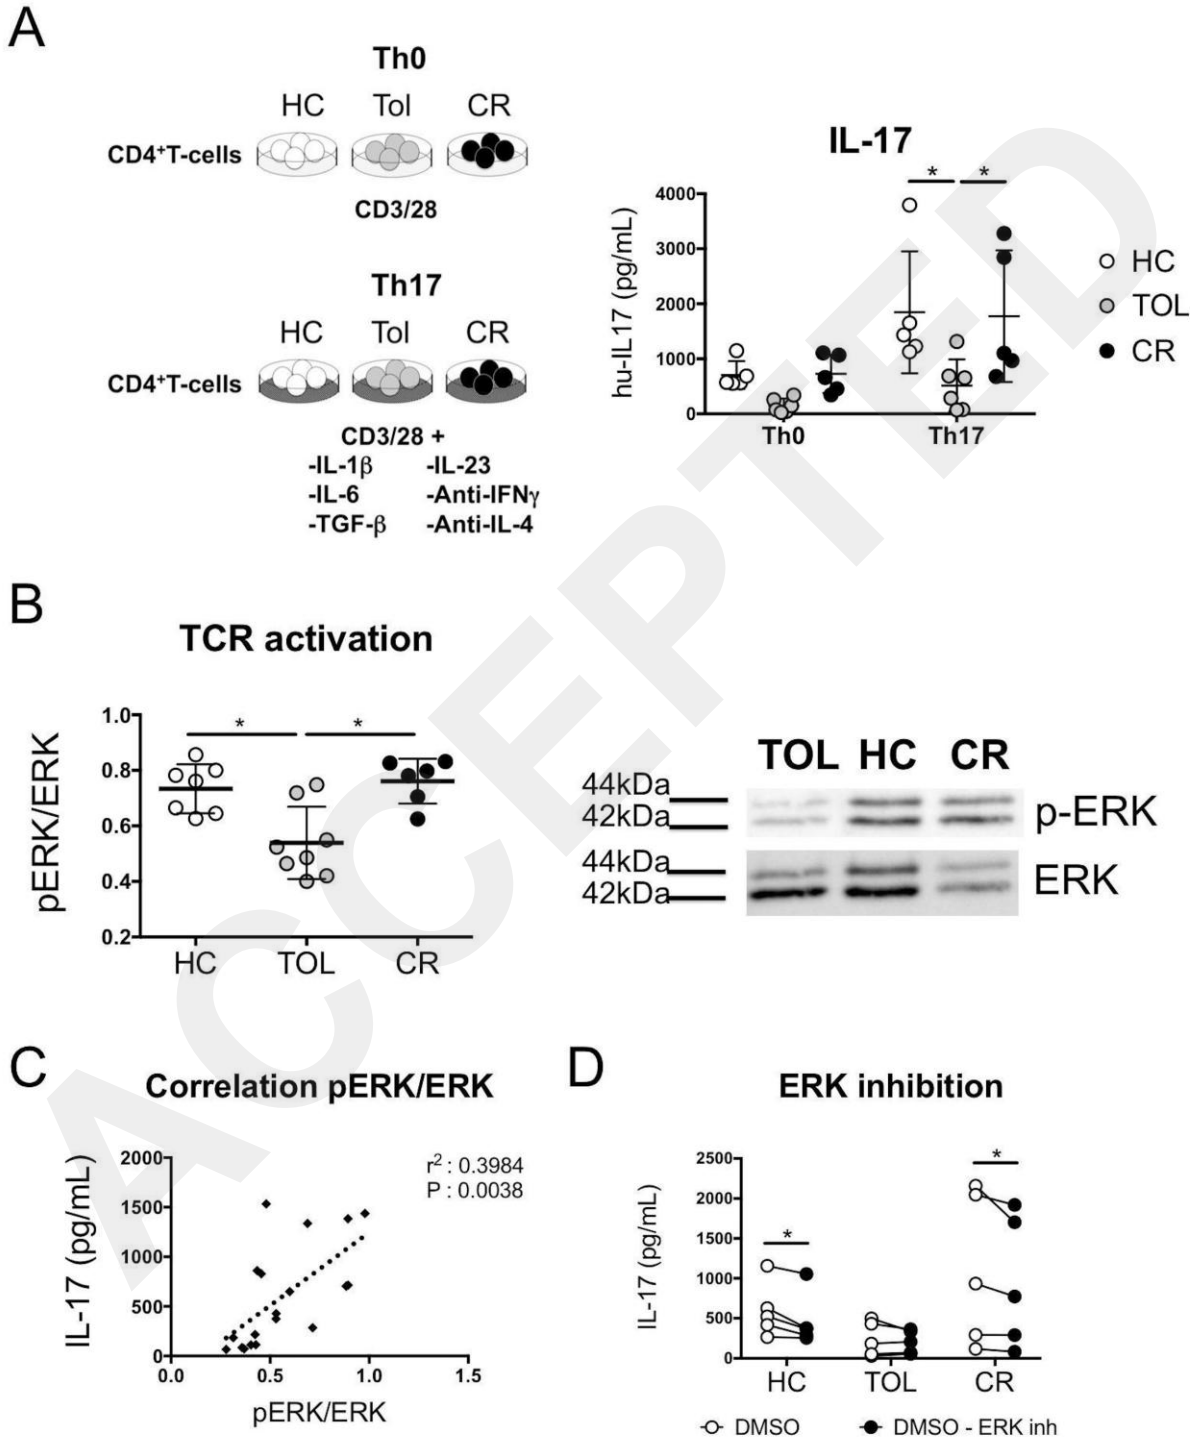 A
Th0
HC Tol CR
CD4+T-cells
CD3/28
Th17
HC Tol CR
CD4+T-cells
CD3/28 +
-IL-1β -IL-23
-IL-6 -Anti-IFNγ
-TGF-β -Anti-IL-4
IL-17
* *
hu-IL17 (pg/mL)
4000
3000
2000
1000
0
Th0 Th17
HC
TOL
CR
B
TCR activation
pERK/ERK
1.0
0.8
0.6
0.4
0.2
* *
HC TOL CR
TOL HC CR
44kDa
42kDa
p-ERK
44kDa
42kDa
ERK
C
Correlation pERK/ERK
r² : 0.3984
P : 0.0038
IL-17 (pg/mL)
2000
1500
1000
500
0
0.0 0.5 1.0 1.5
pERK/ERK
D
ERK inhibition
IL-17 (pg/mL)
2500
2000
1500
1000
500
0
* *
HC TOL CR
DMSO DMSO - ERK inh
ACCEPTED